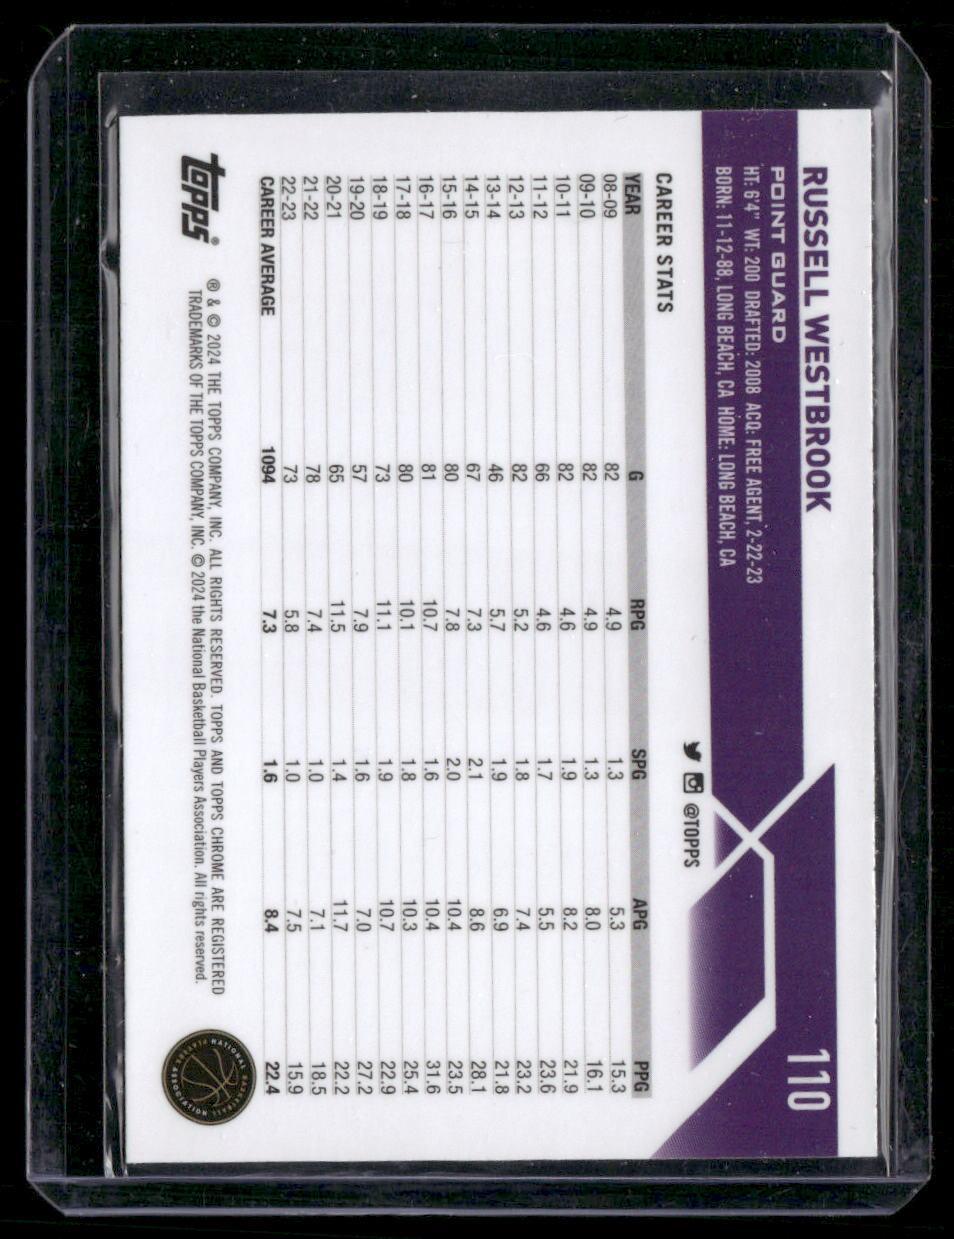 RUSSELL WESTBROOK
110
POINT GUARD
HT: 6'4" WT: 200 DRAFTED: 2008 ACQ: FREE AGENT, 2-22-23
BORN: 11-12-88, LONG BEACH, CA HOME: LONG BEACH, CA
@TOPPS
CAREER STATS
YEAR G RPG SPG APG PPG
08-09 82 4.9 1.3 5.3 15.3
09-10 82 4.9 1.3 8.0 16.1
10-11 82 4.6 1.9 8.2 21.9
11-12 66 4.6 1.7 5.5 23.6
12-13 82 5.2 1.8 7.4 23.2
13-14 46 5.7 1.9 6.9 21.8
14-15 67 7.3 2.1 8.6 28.1
15-16 80 7.8 2.0 10.4 23.5
16-17 81 10.7 1.6 10.4 31.6
17-18 80 10.1 1.8 10.3 25.4
18-19 73 11.1 1.9 10.7 22.9
19-20 57 7.9 1.6 7.0 27.2
20-21 65 11.5 1.4 11.7 22.2
21-22 78 7.4 1.0 7.1 18.5
22-23 73 5.8 1.0 7.5 15.9
CAREER AVERAGE 1094 7.3 1.6 8.4 22.4
Topps®
® & © 2024 THE TOPPS COMPANY, INC. ALL RIGHTS RESERVED. TOPPS AND TOPPS CHROME ARE REGISTERED
TRADEMARKS OF THE TOPPS COMPANY, INC. © 2024 the National Basketball Players Association. All rights reserved.
NATIONAL BASKETBALL PLAYERS ASSOCIATION